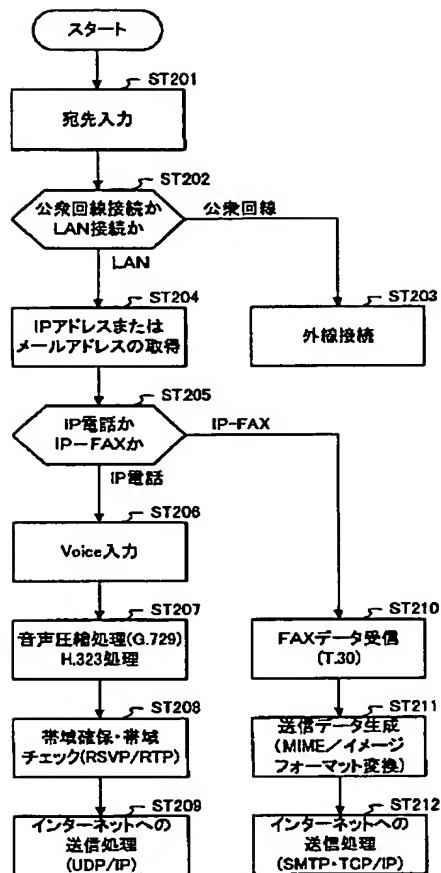 スタート
ST201
宛先入力
ST202
公衆回線接続か
LAN接続か
公衆回線
LAN
ST204
IPアドレスまたは
メールアドレスの取得
ST203
外線接続
ST205
IP電話か
IP-FAXか
IP-FAX
IP電話
ST206
Voice入力
ST207
音声圧縮処理(G.729)
H.323処理
ST210
FAXデータ受信
(T.30)
ST208
帯域確保・帯域
チェック(RSVP/RTP)
ST211
送信データ生成
(MIME/イメージ
フォーマット変換)
ST209
インターネットへの
送信処理
(UDP/IP)
ST212
インターネットへの
送信処理
(SMTP・TCP/IP)